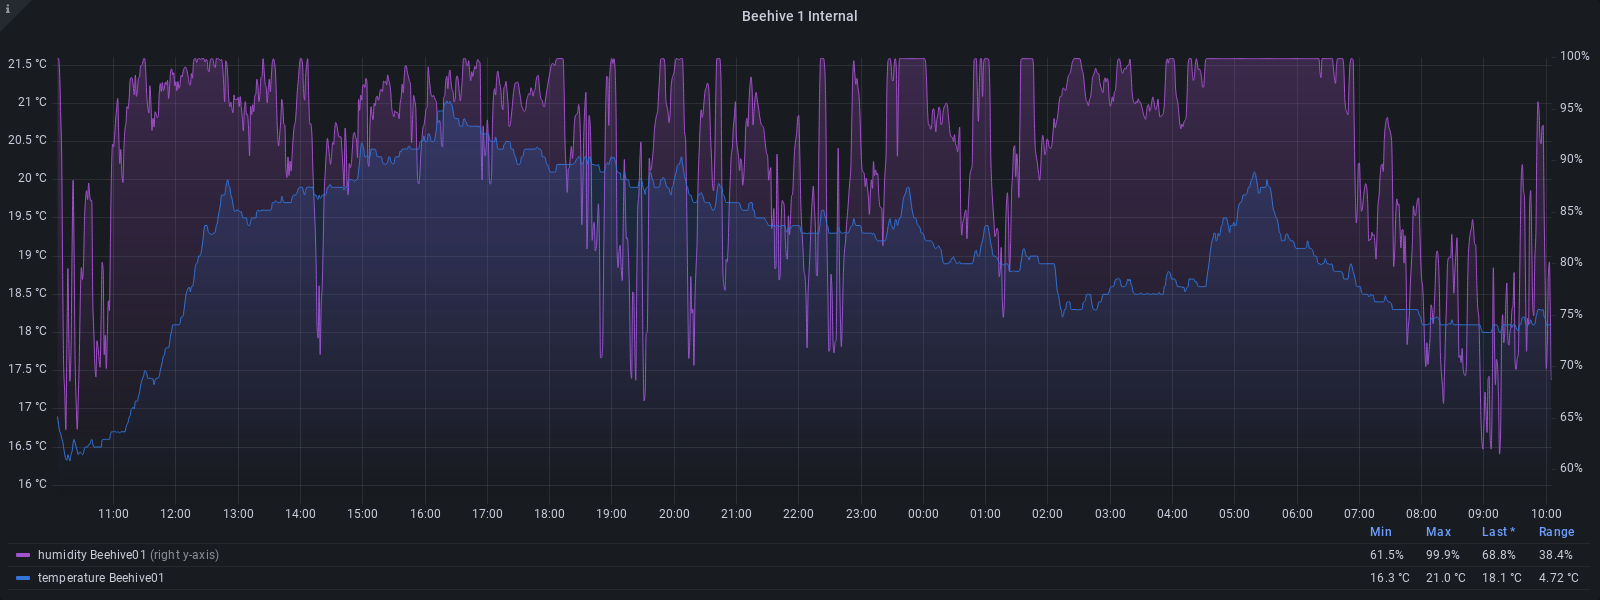 i
Beehive 1 Internal
21.5 °C
21 °C
20.5 °C
20 °C
19.5 °C
19 °C
18.5 °C
18 °C
17.5 °C
17 °C
16.5 °C
16 °C
100%
95%
90%
85%
80%
75%
70%
65%
60%
11:00 12:00 13:00 14:00 15:00 16:00 17:00 18:00 19:00 20:00 21:00 22:00 23:00 00:00 01:00 02:00 03:00 04:00 05:00 06:00 07:00 08:00 09:00 10:00
Min Max Last * Range
humidity Beehive01 (right y-axis) 61.5% 99.9% 68.8% 38.4%
temperature Beehive01 16.3 °C 21.0 °C 18.1 °C 4.72 °C